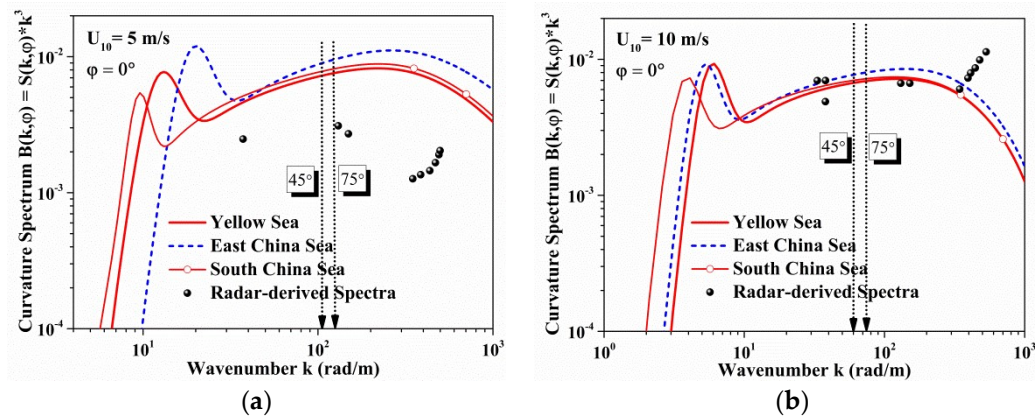 (a)
U₁₀= 5 m/s
φ = 0°
45°
75°
Yellow Sea
East China Sea
South China Sea
Radar-derived Spectra
Curvature Spectrum B(k,φ) = S(k,φ)*k³
10⁻²
10⁻³
10⁻⁴
10¹
10²
10³
Wavenumber k (rad/m)
(a)
(b)
U₁₀= 10 m/s
φ = 0°
45°
75°
Yellow Sea
East China Sea
South China Sea
Radar-derived Spectra
Curvature Spectrum B(k,φ) = S(k,φ)*k³
10⁻²
10⁻³
10⁻⁴
10⁰
10¹
10²
10³
Wavenumber k (rad/m)
(b)